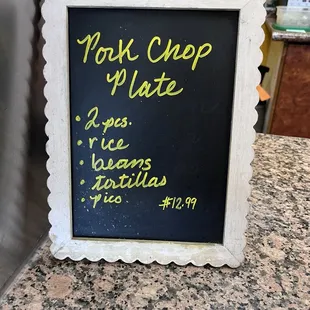 Pork Chop
Plate
• 2 pcs.
• rice
• beans
• tortillas
• pico $12.99